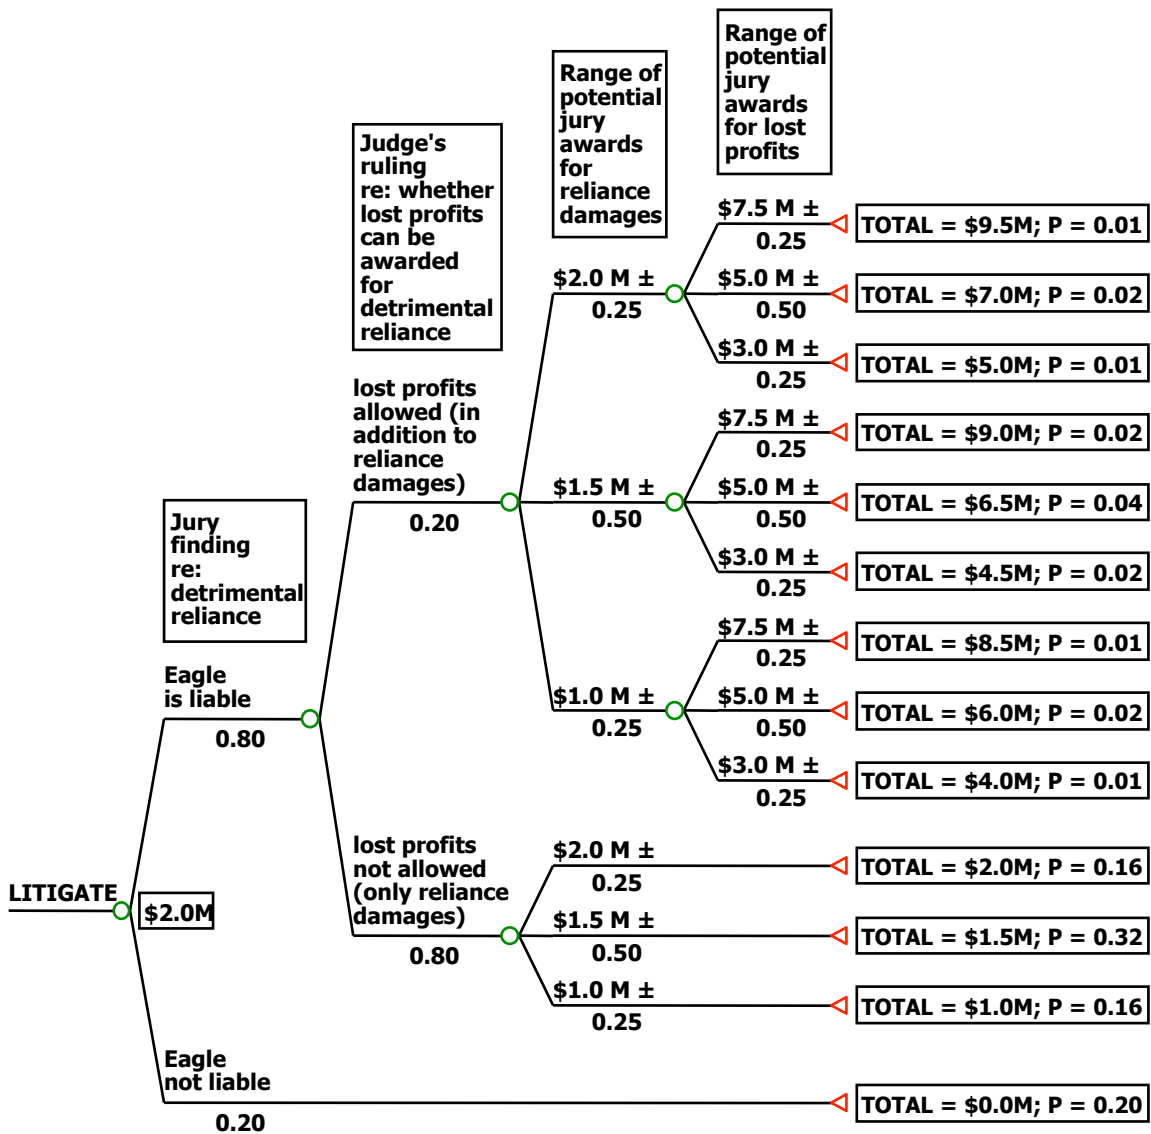 Range of
potential
jury
awards
for lost
profits
Range of
potential
jury
awards
for
reliance
damages
Judge's
ruling
re: whether
lost profits
can be
awarded
for
detrimental
reliance
Jury
finding
re:
detrimental
reliance
LITIGATE
$2.0M
Eagle
is liable
0.80
lost profits
allowed (in
addition to
reliance
damages)
0.20
$2.0 M ±
0.25
$7.5 M ±
0.25
TOTAL = $9.5M; P = 0.01
$5.0 M ±
0.50
TOTAL = $7.0M; P = 0.02
$3.0 M ±
0.25
TOTAL = $5.0M; P = 0.01
$1.5 M ±
0.50
$7.5 M ±
0.25
TOTAL = $9.0M; P = 0.02
$5.0 M ±
0.50
TOTAL = $6.5M; P = 0.04
$3.0 M ±
0.25
TOTAL = $4.5M; P = 0.02
$1.0 M ±
0.25
$7.5 M ±
0.25
TOTAL = $8.5M; P = 0.01
$5.0 M ±
0.50
TOTAL = $6.0M; P = 0.02
$3.0 M ±
0.25
TOTAL = $4.0M; P = 0.01
lost profits
not allowed
(only reliance
damages)
0.80
$2.0 M ±
0.25
TOTAL = $2.0M; P = 0.16
$1.5 M ±
0.50
TOTAL = $1.5M; P = 0.32
$1.0 M ±
0.25
TOTAL = $1.0M; P = 0.16
Eagle
not liable
0.20
TOTAL = $0.0M; P = 0.20